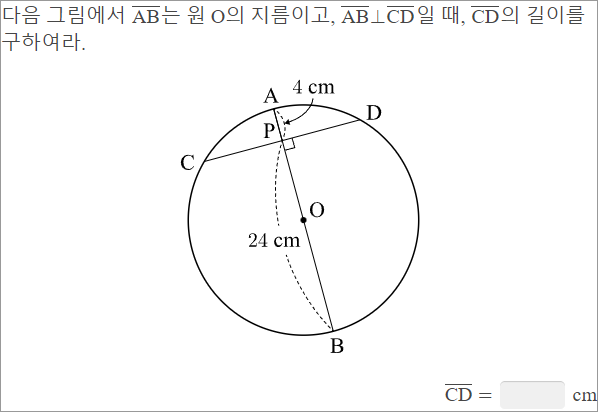 다음 그림에서 AB는 원 O의 지름이고, AB⊥CD일 때, CD의 길이를
구하여라.
A 4 cm
D
P
C
O
24 cm
B
CD = cm